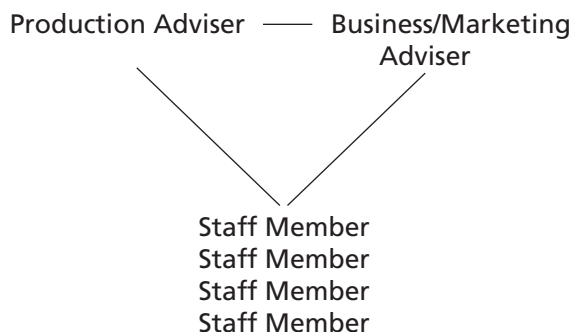 Production Adviser
Business/Marketing
Adviser
Staff Member
Staff Member
Staff Member
Staff Member